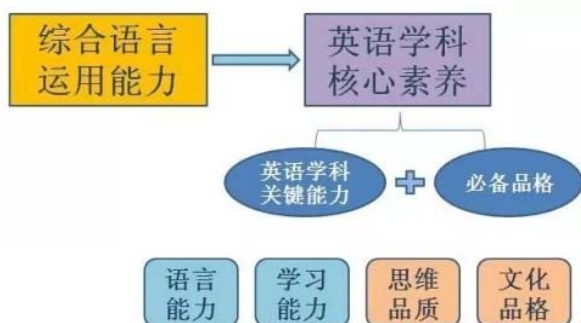 综合语言
运用能力
英语学科
核心素养
英语学科
关键能力
必备品格
语言
能力
学习
能力
思维
品质
文化
品格